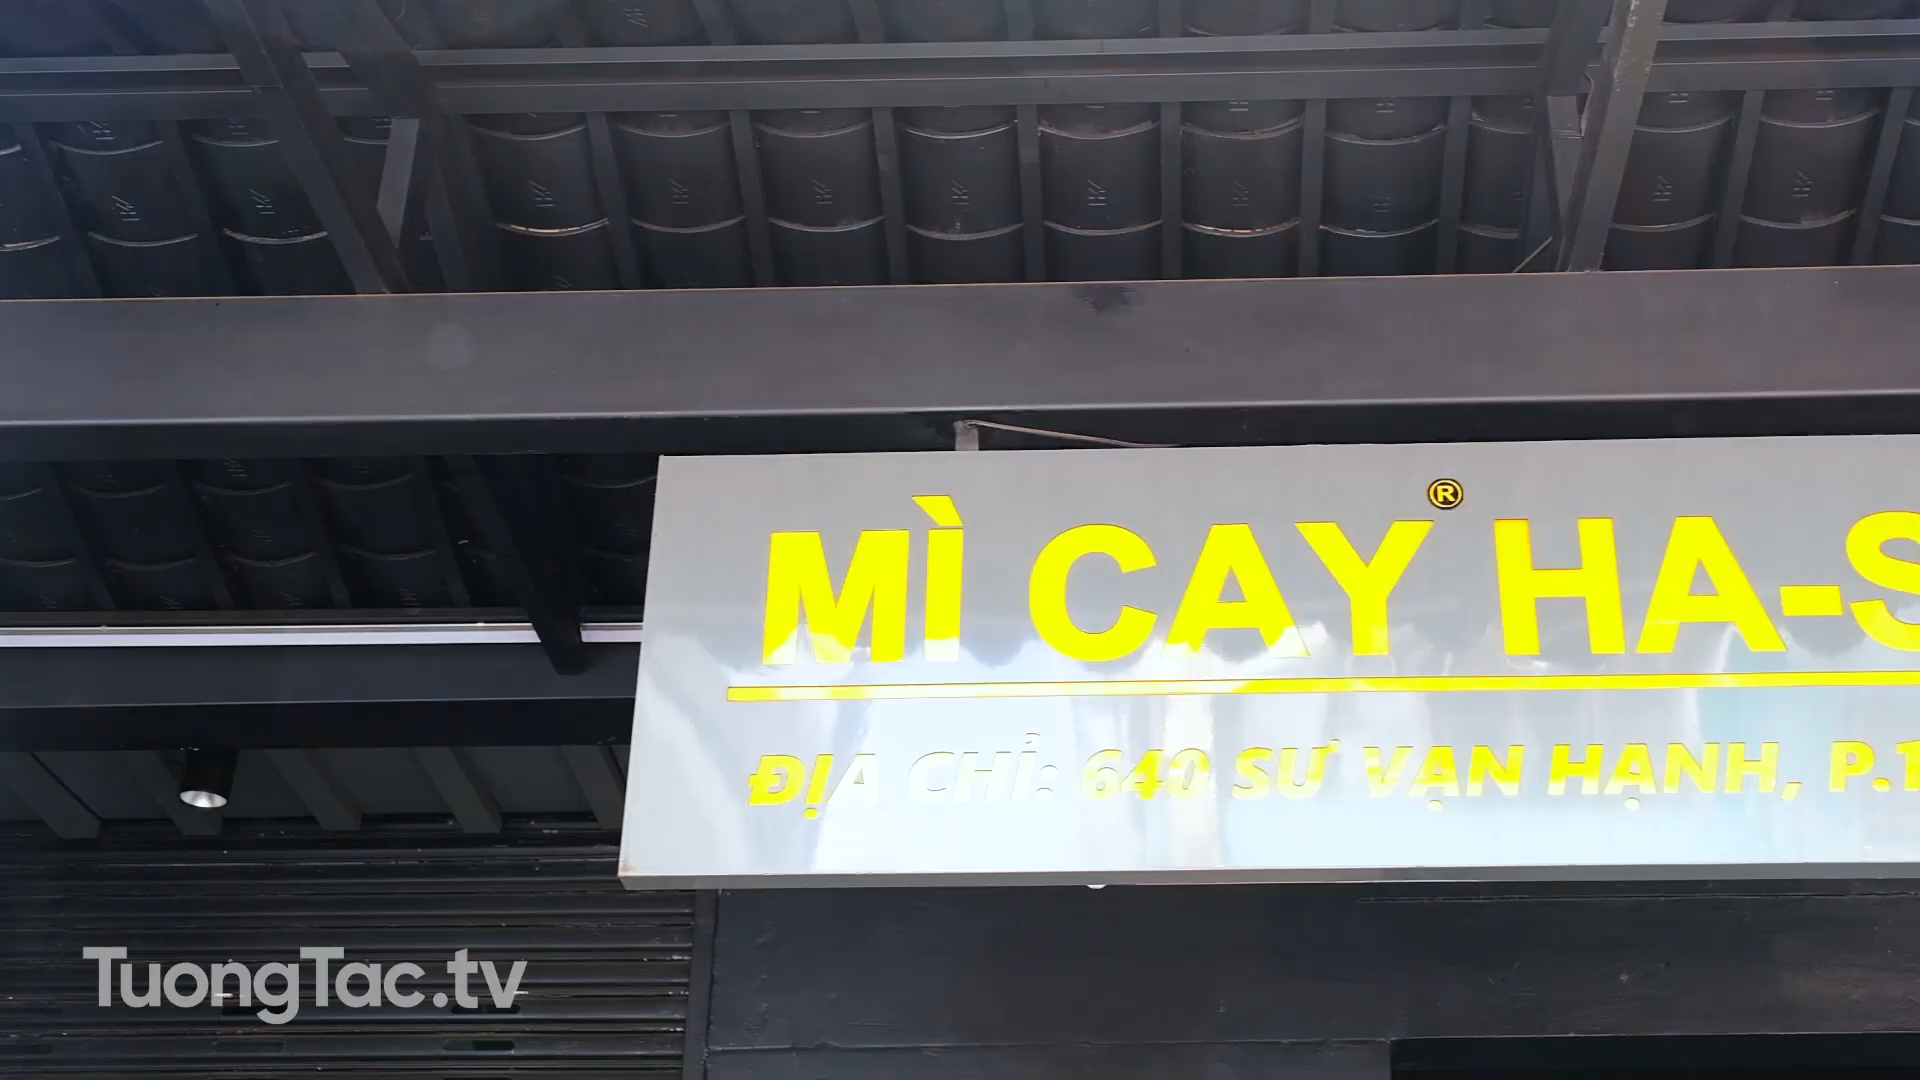 MÌ CAY® HA-S
ĐỊA CHỈ: 640 SƯ VẠN HẠNH, P.1
TuongTac.tv